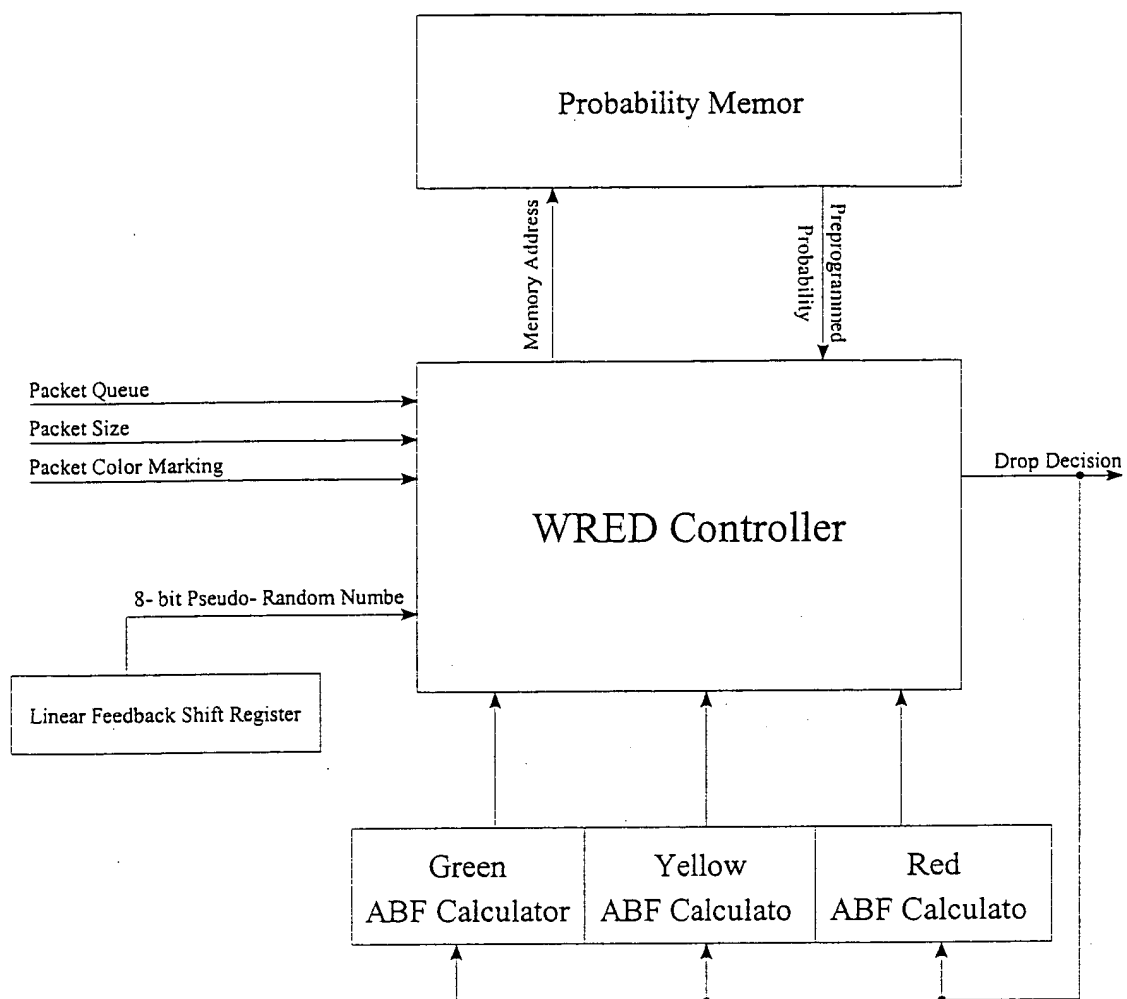 Probability Memor
Memory Address
Preprogrammed
Probability
Packet Queue
Packet Size
Packet Color Marking
Drop Decision
WRED Controller
8- bit Pseudo- Random Numbe
Linear Feedback Shift Register
Green
ABF Calculator
Yellow
ABF Calculato
Red
ABF Calculato